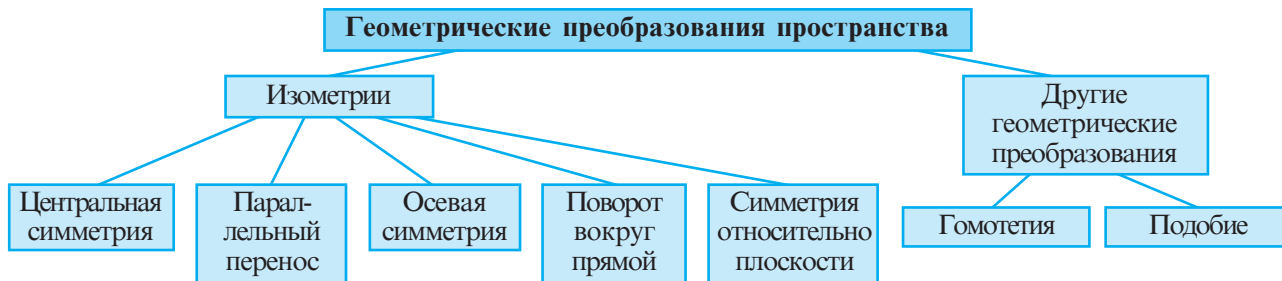 Геометрические преобразования пространства
Изометрии
Другие
геометрические
преобразования
Центральная
симметрия
Парал-
лельный
перенос
Осевая
симметрия
Поворот
вокруг
прямой
Симметрия
относительно
плоскости
Гомотетия
Подобие